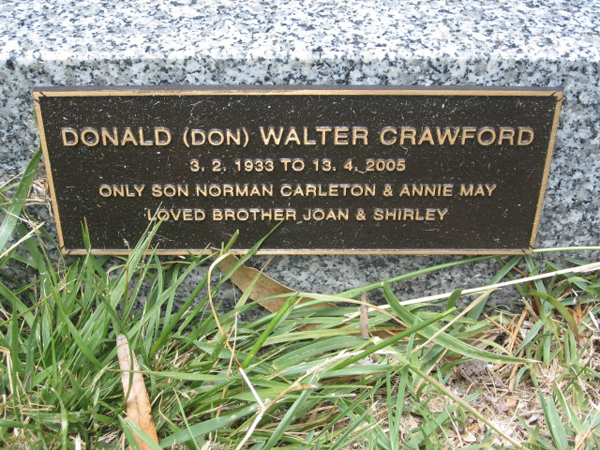 DONALD (DON) WALTER CRAWFORD
3. 2. 1933 TO 13. 4. 2005
ONLY SON NORMAN CARLETON & ANNIE MAY
LOVED BROTHER JOAN & SHIRLEY